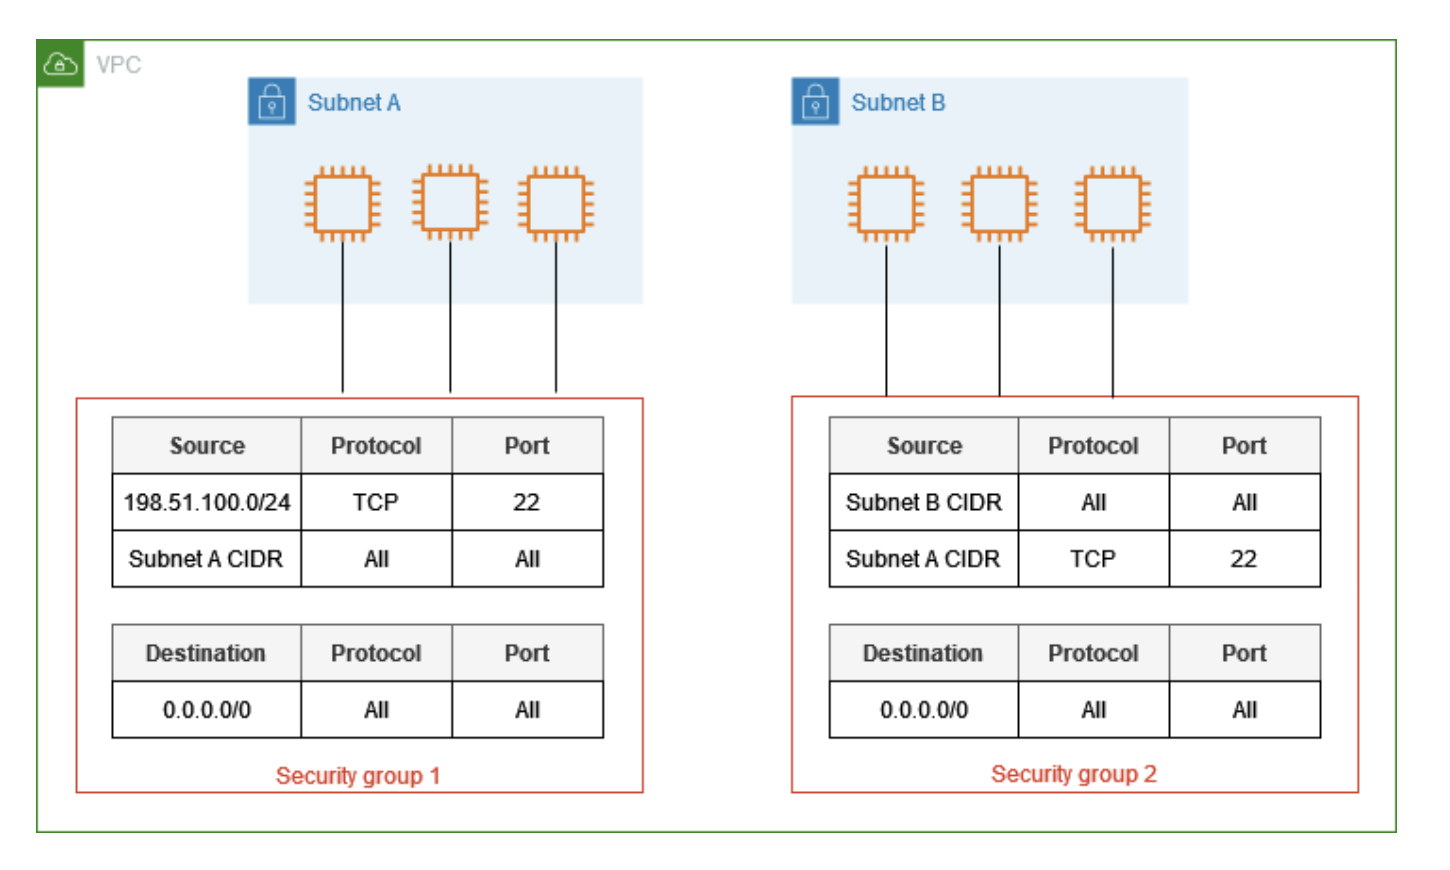 VPC
Subnet A
Subnet B
Source Protocol Port
198.51.100.0/24 TCP 22
Subnet A CIDR All All
Destination Protocol Port
0.0.0.0/0 All All
Security group 1
Source Protocol Port
Subnet B CIDR All All
Subnet A CIDR TCP 22
Destination Protocol Port
0.0.0.0/0 All All
Security group 2